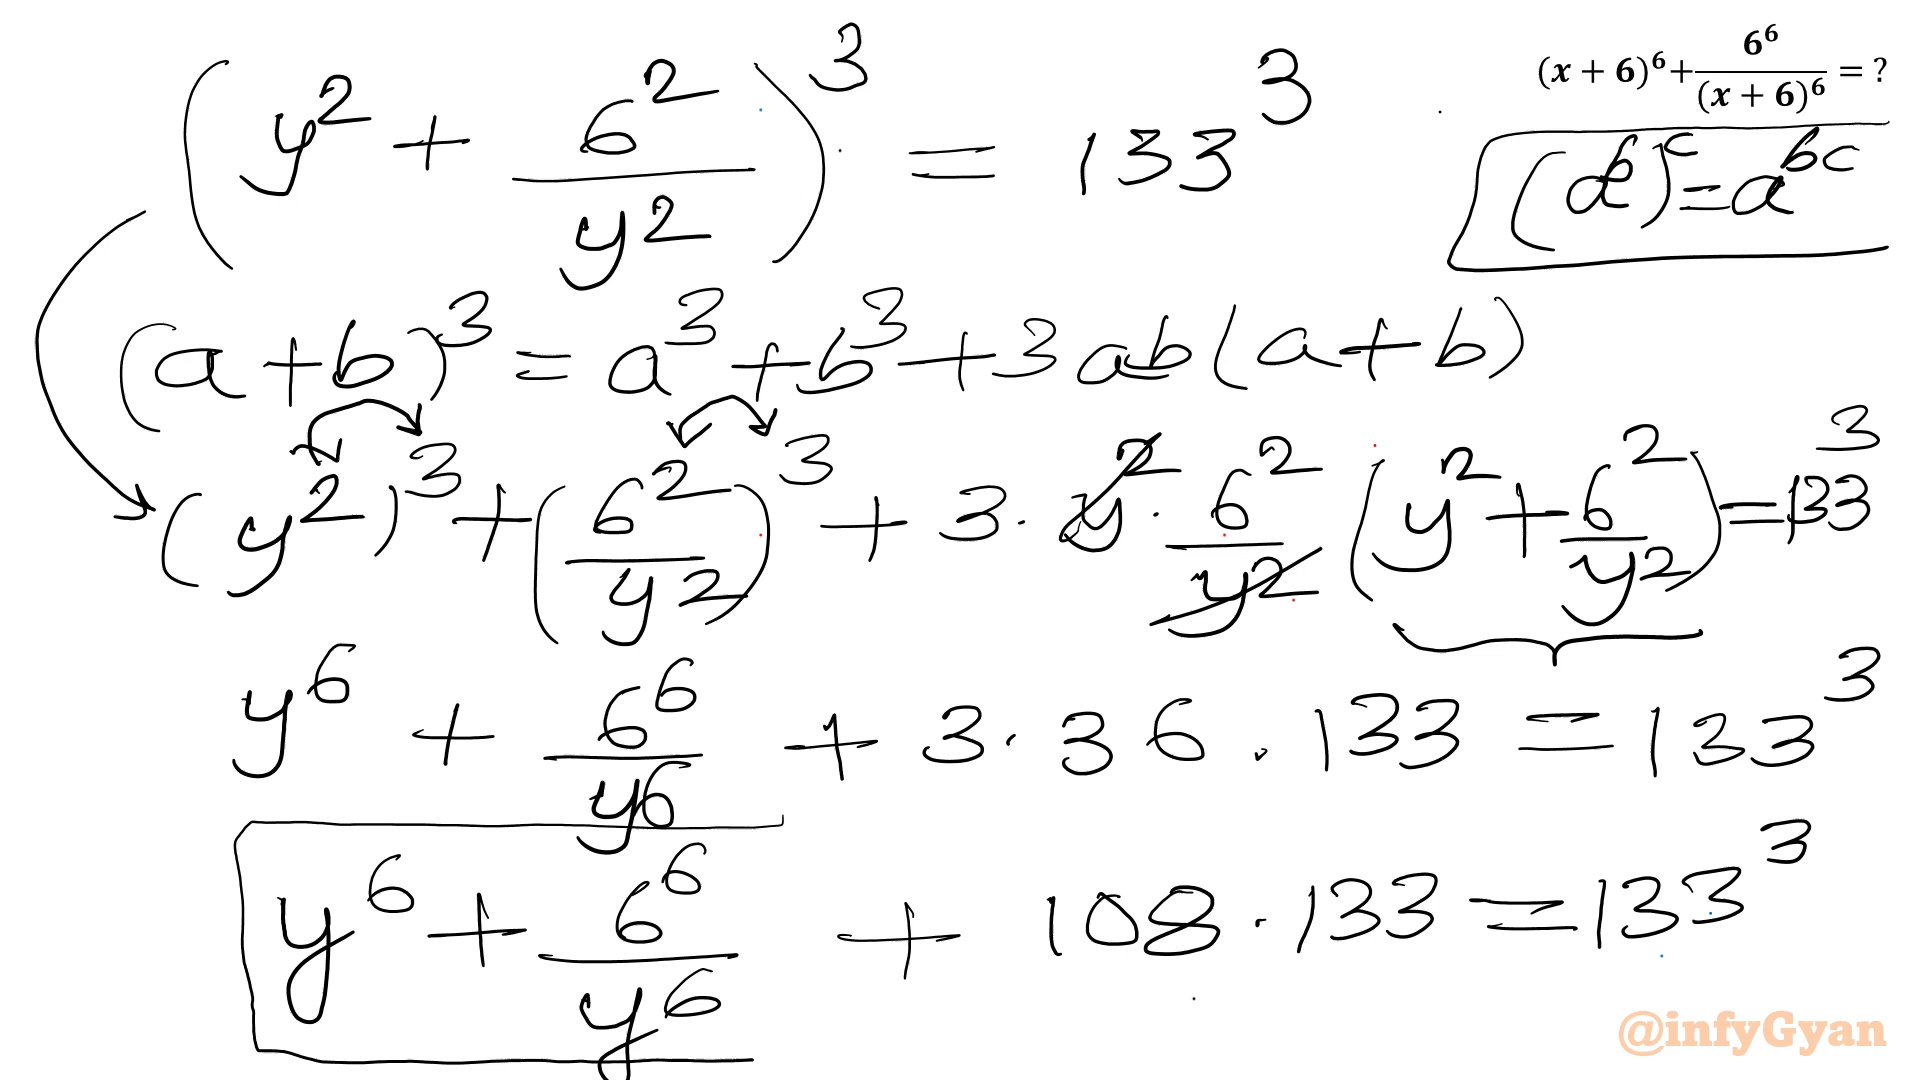 (y² + 6²/y²)³ = 133³
(x + 6)⁶ + 6⁶/(x + 6)⁶ = ?
(aᵇ)ᶜ = aᵇᶜ
(a + b)³ = a³ + b³ + 3ab(a + b)
(y²)³ + (6²/y²)³ + 3 · y² · 6²/y² (y² + 6²/y²) = 133³
y⁶ + 6⁶/y⁶ + 3 · 36 · 133 = 133³
y⁶ + 6⁶/y⁶ + 108 · 133 = 133³
@infyGyan